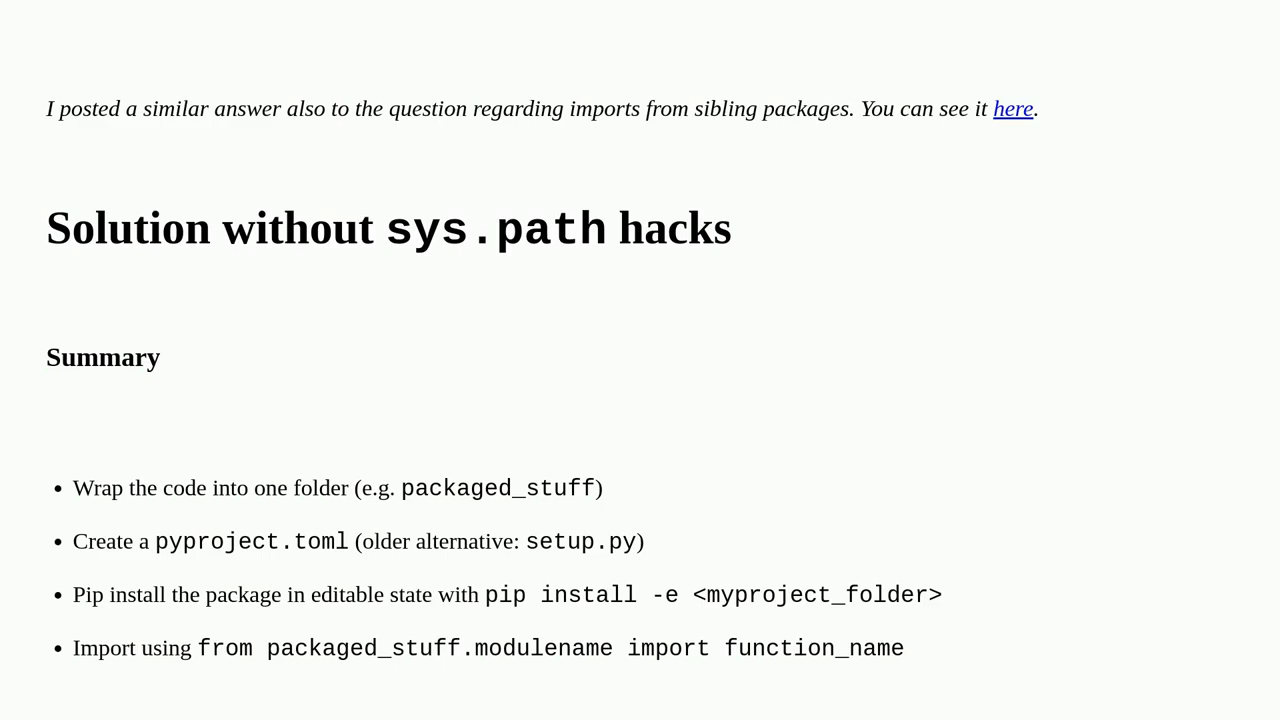 I posted a similar answer also to the question regarding imports from sibling packages. You can see it here.
Solution without sys.path hacks
Summary
• Wrap the code into one folder (e.g. packaged_stuff)
• Create a pyproject.toml (older alternative: setup.py)
• Pip install the package in editable state with pip install -e <myproject_folder>
• Import using from packaged_stuff.modulename import function_name